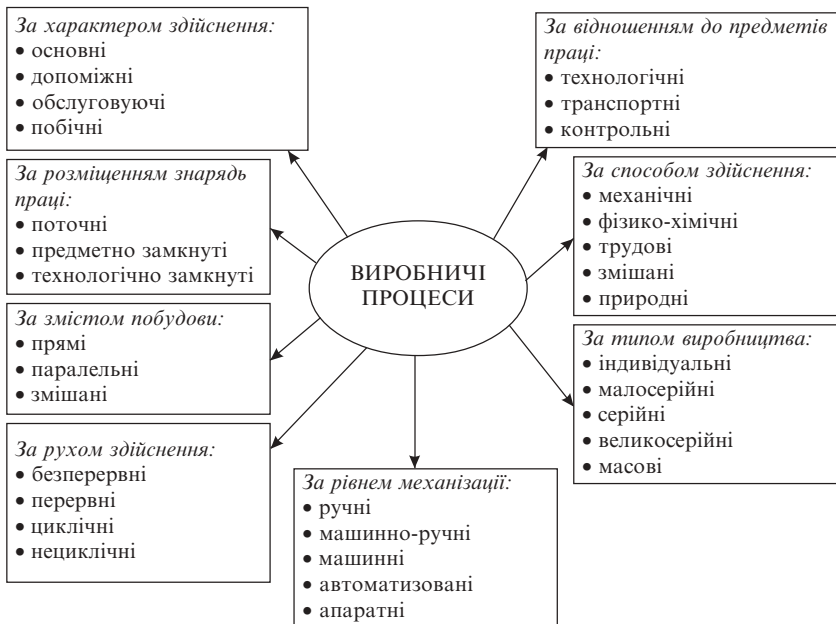 За характером здійснення:
• основні
• допоміжні
• обслуговуючі
• побічні
За відношенням до предметів
праці:
• технологічні
• транспортні
• контрольні
За розміщенням знарядь
праці:
• поточні
• предметно замкнуті
• технологічно замкнуті
За способом здійснення:
• механічні
• фізико-хімічні
• трудові
• змішані
• природні
ВИРОБНИЧІ
ПРОЦЕСИ
За змістом побудови:
• прямі
• паралельні
• змішані
За типом виробництва:
• індивідуальні
• малосерійні
• серійні
• великосерійні
• масові
За рухом здійснення:
• безперервні
• перервні
• циклічні
• нециклічні
За рівнем механізації:
• ручні
• машинно-ручні
• машинні
• автоматизовані
• апаратні